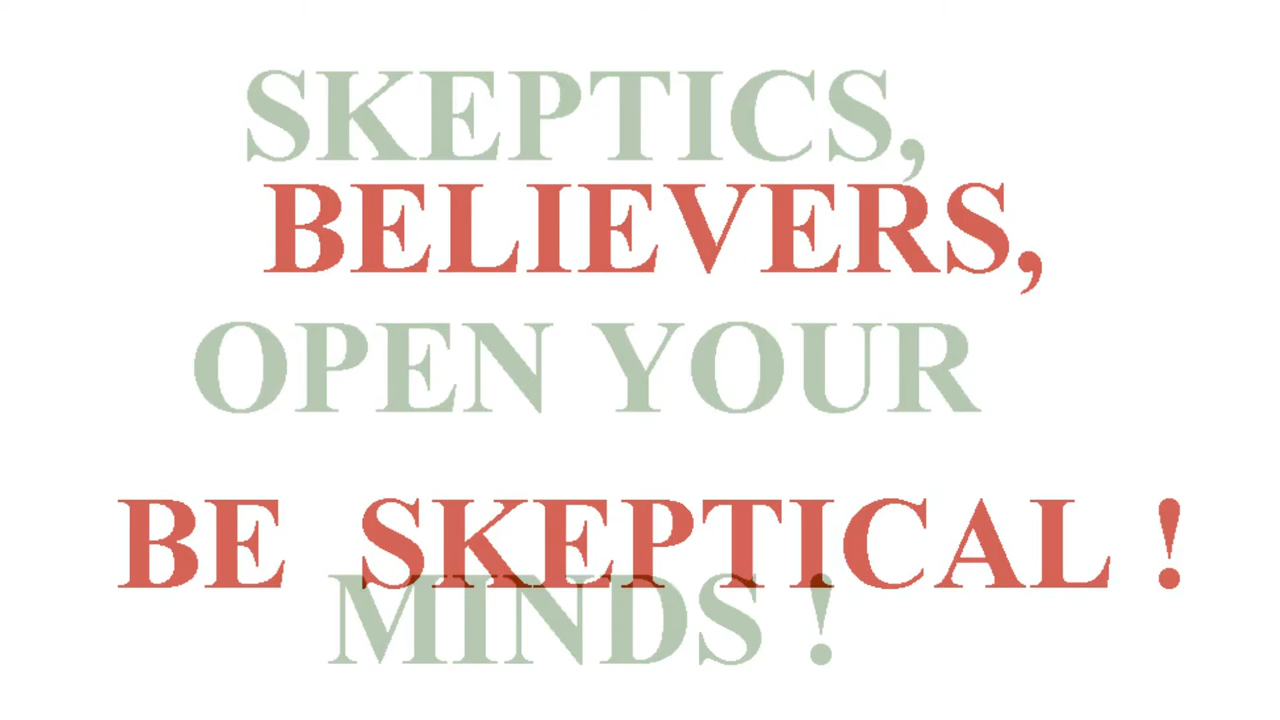 SKEPTICS,
BELIEVERS,
OPEN YOUR
BE SKEPTICAL !
MINDS !